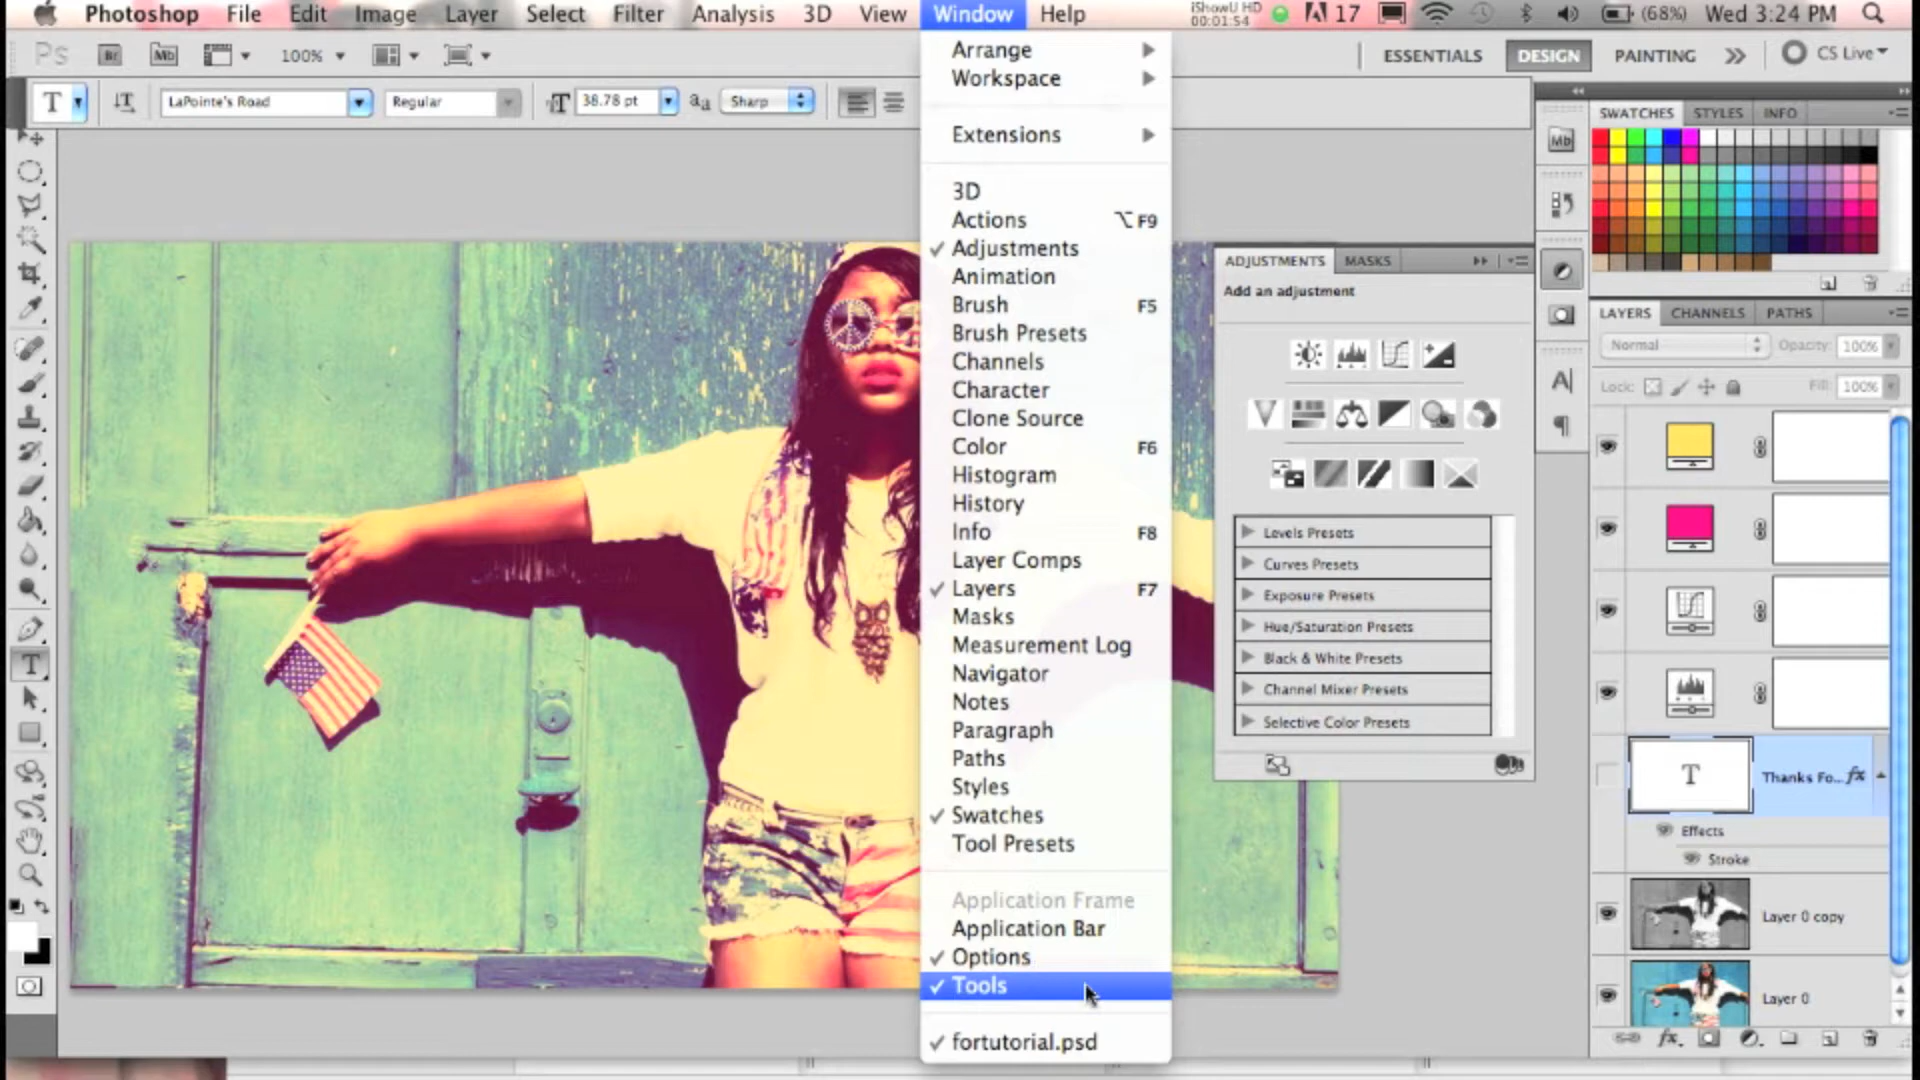 Photoshop File Edit Image Layer Select Filter Analysis 3D View Window Help iShowU HD 00:01:54 17 (68%) Wed 3:24 PM
Ps Br Mb 100% ESSENTIALS DESIGN PAINTING CS Live
T LaPointe's Road Regular 38.78 pt aa Sharp
Arrange
Workspace
Extensions
3D
Actions ⌥F9
Adjustments
Animation
Brush F5
Brush Presets
Channels
Character
Clone Source
Color F6
Histogram
History
Info F8
Layer Comps
Layers F7
Masks
Measurement Log
Navigator
Notes
Paragraph
Paths
Styles
Swatches
Tool Presets
Application Frame
Application Bar
Options
Tools
fortutorial.psd
ADJUSTMENTS MASKS
Add an adjustment
Levels Presets
Curves Presets
Exposure Presets
Hue/Saturation Presets
Black & White Presets
Channel Mixer Presets
Selective Color Presets
Mb
SWATCHES STYLES INFO
LAYERS CHANNELS PATHS
Normal Opacity: 100%
Lock: Fill: 100%
T Thanks Fo... fx
Effects
Stroke
Layer 0 copy
Layer 0
fx